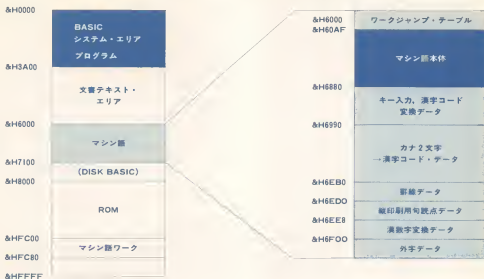 &H0000
BASIC
システム・エリア
プログラム
&H3A00
文書テキスト・
エリア
&H6000
マシン語
&H7100
(DISK BASIC)
&H8000
ROM
&HFC00
マシン語ワーク
&HFC80
&HFFFF
&H6000
ワークジャンプ・テーブル
&H60AF
マシン語本体
&H6880
キー入力，漢字コード
変換データ
&H6990
カナ2文字
→漢字コード・データ
&H6EB0
罫線データ
&H6ED0
縦印刷用句読点データ
&H6EE8
漢数字変換データ
&H6F00
外字データ